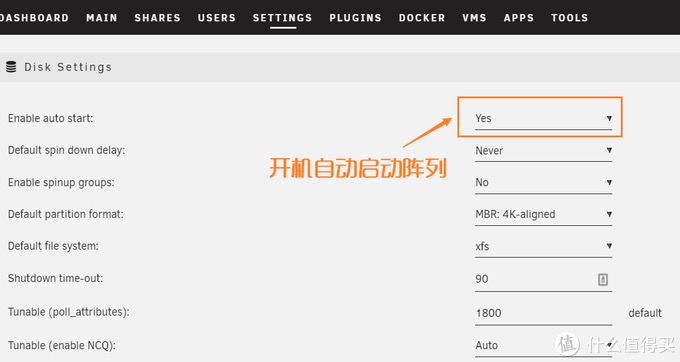 DASHBOARD MAIN SHARES USERS SETTINGS PLUGINS DOCKER VMS APPS TOOLS
Disk Settings
Enable auto start: Yes
Default spin down delay: Never
开机自动启动阵列
Enable spinup groups: No
Default partition format: MBR: 4K-aligned
Default file system: xfs
Shutdown time-out: 90
Tunable (poll_attributes): 1800 default
Tunable (enable NCQ): Auto
值 什么值得买